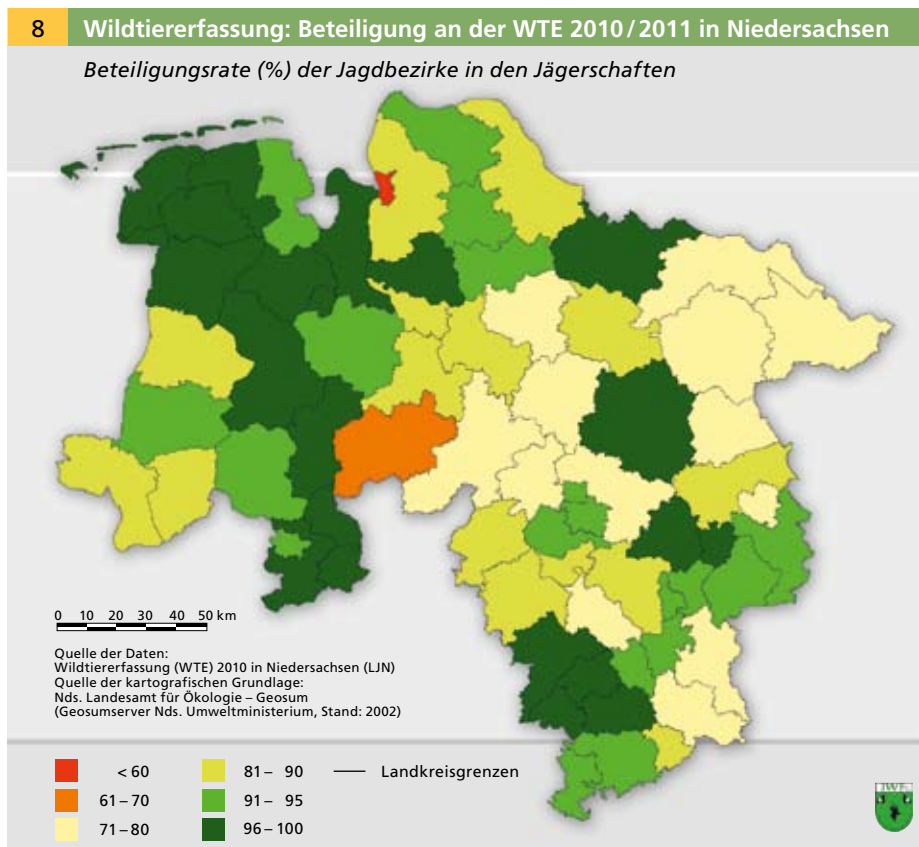 8 Wildtiererfassung: Beteiligung an der WTE 2010/2011 in Niedersachsen
Beteiligungsrate (%) der Jagdbezirke in den Jägerschaften
0 10 20 30 40 50 km
Quelle der Daten:
Wildtiererfassung (WTE) 2010 in Niedersachsen (LJN)
Quelle der kartografischen Grundlage:
Nds. Landesamt für Ökologie – Geosum
(Geosumserver Nds. Umweltministerium, Stand: 2002)
< 60
61–70
71–80
81– 90
91– 95
96–100
Landkreisgrenzen